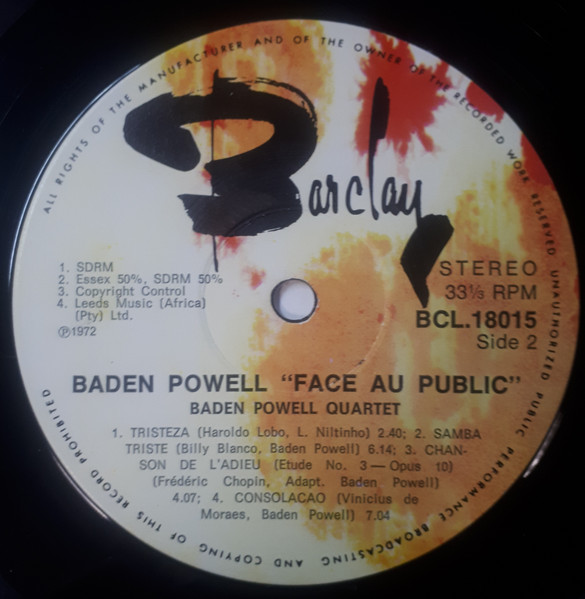 ALL RIGHTS OF THE MANUFACTURER AND OF THE OWNER OF THE RECORDED WORK RESERVED UNAUTHORIZED PUBLIC PERFORMANCE BROADCASTING AND COPYING OF THIS RECORD PROHIBITED
Barclay
1. SDRM
2. Essex 50%, SDRM 50%
3. Copyright Control
4. Leeds Music (Africa)
(Pty) Ltd.
℗1972
STEREO
33⅓ RPM
BCL.18015
Side 2
BADEN POWELL "FACE AU PUBLIC"
BADEN POWELL QUARTET
1. TRISTEZA (Haroldo Lobo, L. Niltinho) 2.40; 2. SAMBA
TRISTE (Billy Blanco, Baden Powell) 6.14; 3. CHAN-
SON DE L'ADIEU (Etude No. 3 — Opus 10)
(Frédéric Chopin, Adapt. Baden Powell)
4.07; 4. CONSOLACAO (Vinicius de
Moraes, Baden Powell) 7.04